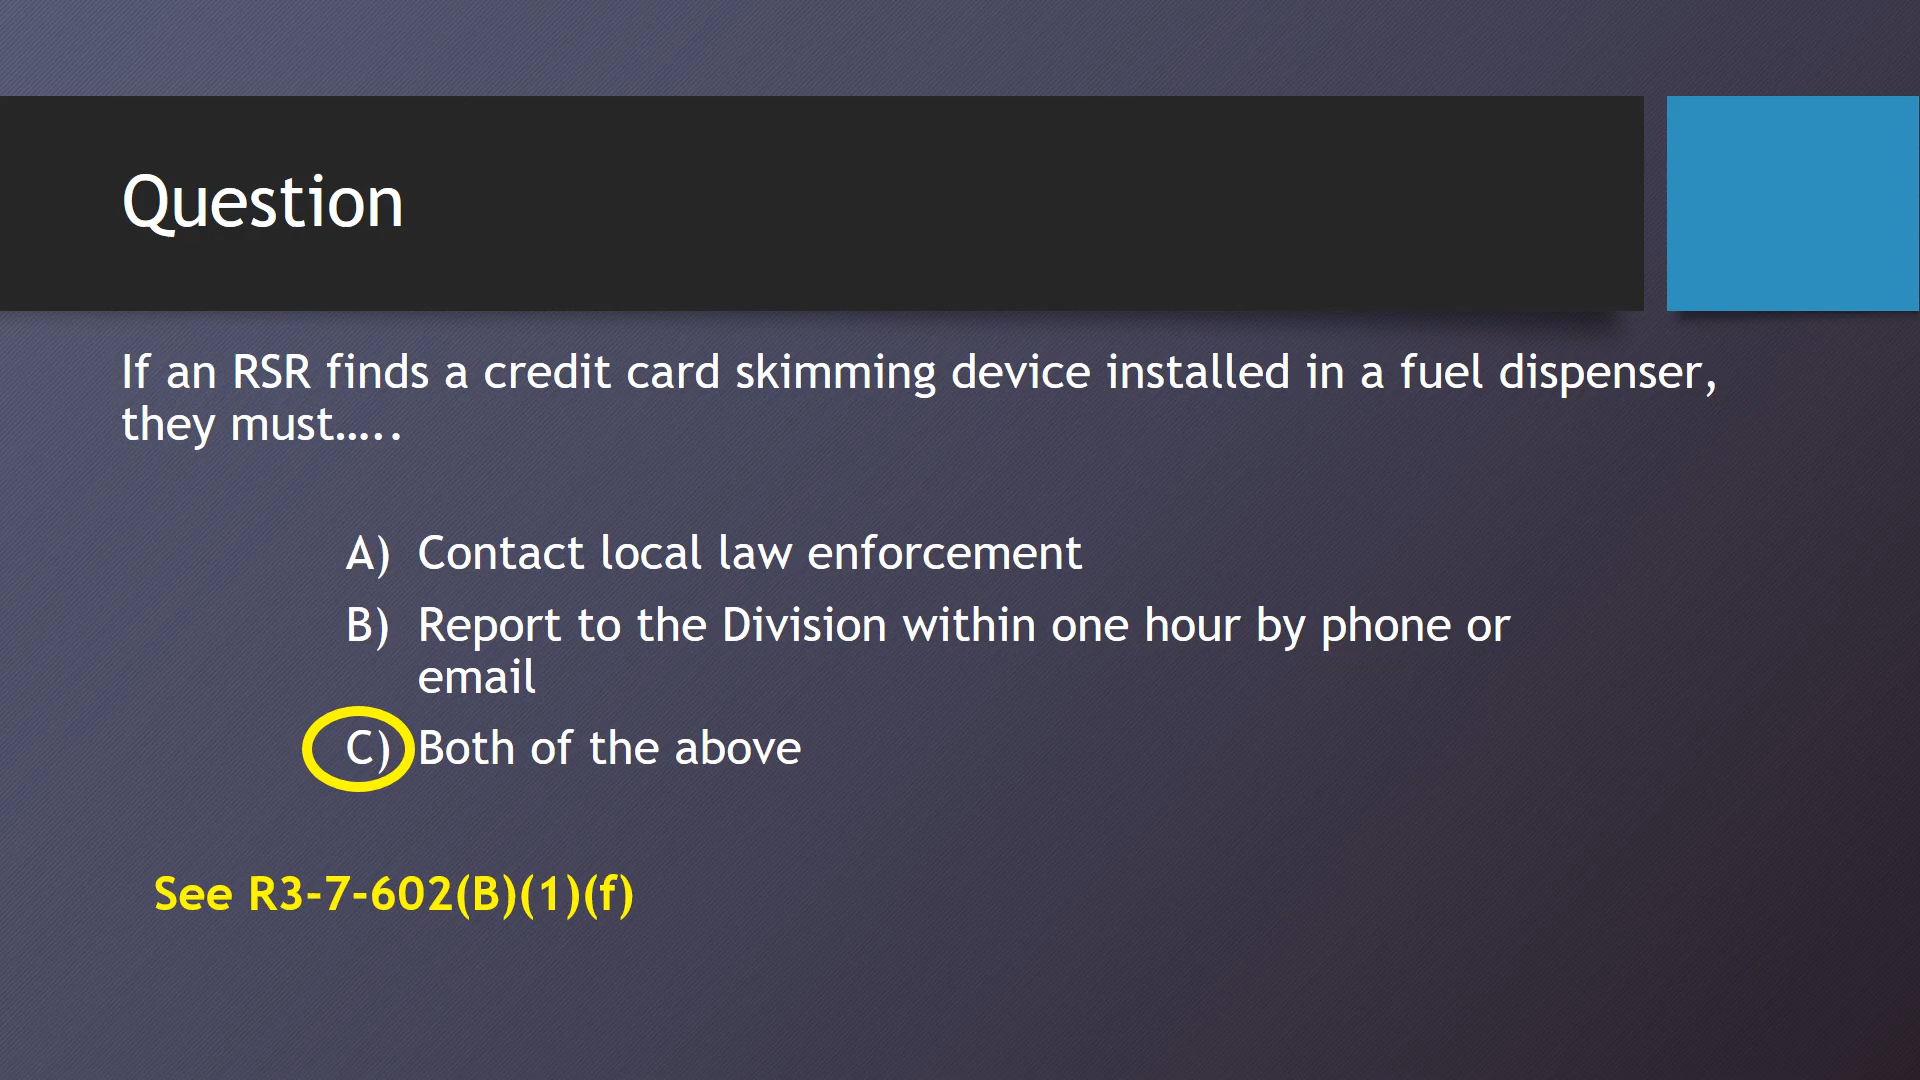 Question
If an RSR finds a credit card skimming device installed in a fuel dispenser,
they must.....
A) Contact local law enforcement
B) Report to the Division within one hour by phone or
email
C) Both of the above
See R3-7-602(B)(1)(f)